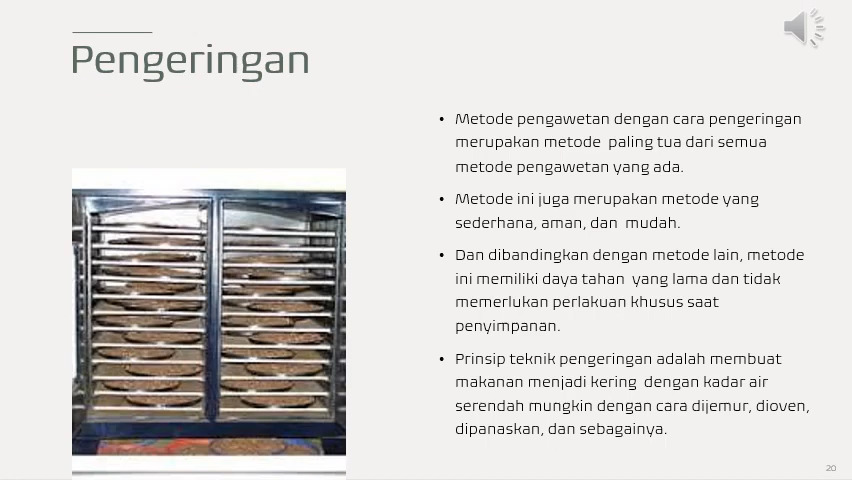 Pengeringan
• Metode pengawetan dengan cara pengeringan
merupakan metode paling tua dari semua
metode pengawetan yang ada.
• Metode ini juga merupakan metode yang
sederhana, aman, dan mudah.
• Dan dibandingkan dengan metode lain, metode
ini memiliki daya tahan yang lama dan tidak
memerlukan perlakuan khusus saat
penyimpanan.
• Prinsip teknik pengeringan adalah membuat
makanan menjadi kering dengan kadar air
serendah mungkin dengan cara dijemur, dioven,
dipanaskan, dan sebagainya.
20